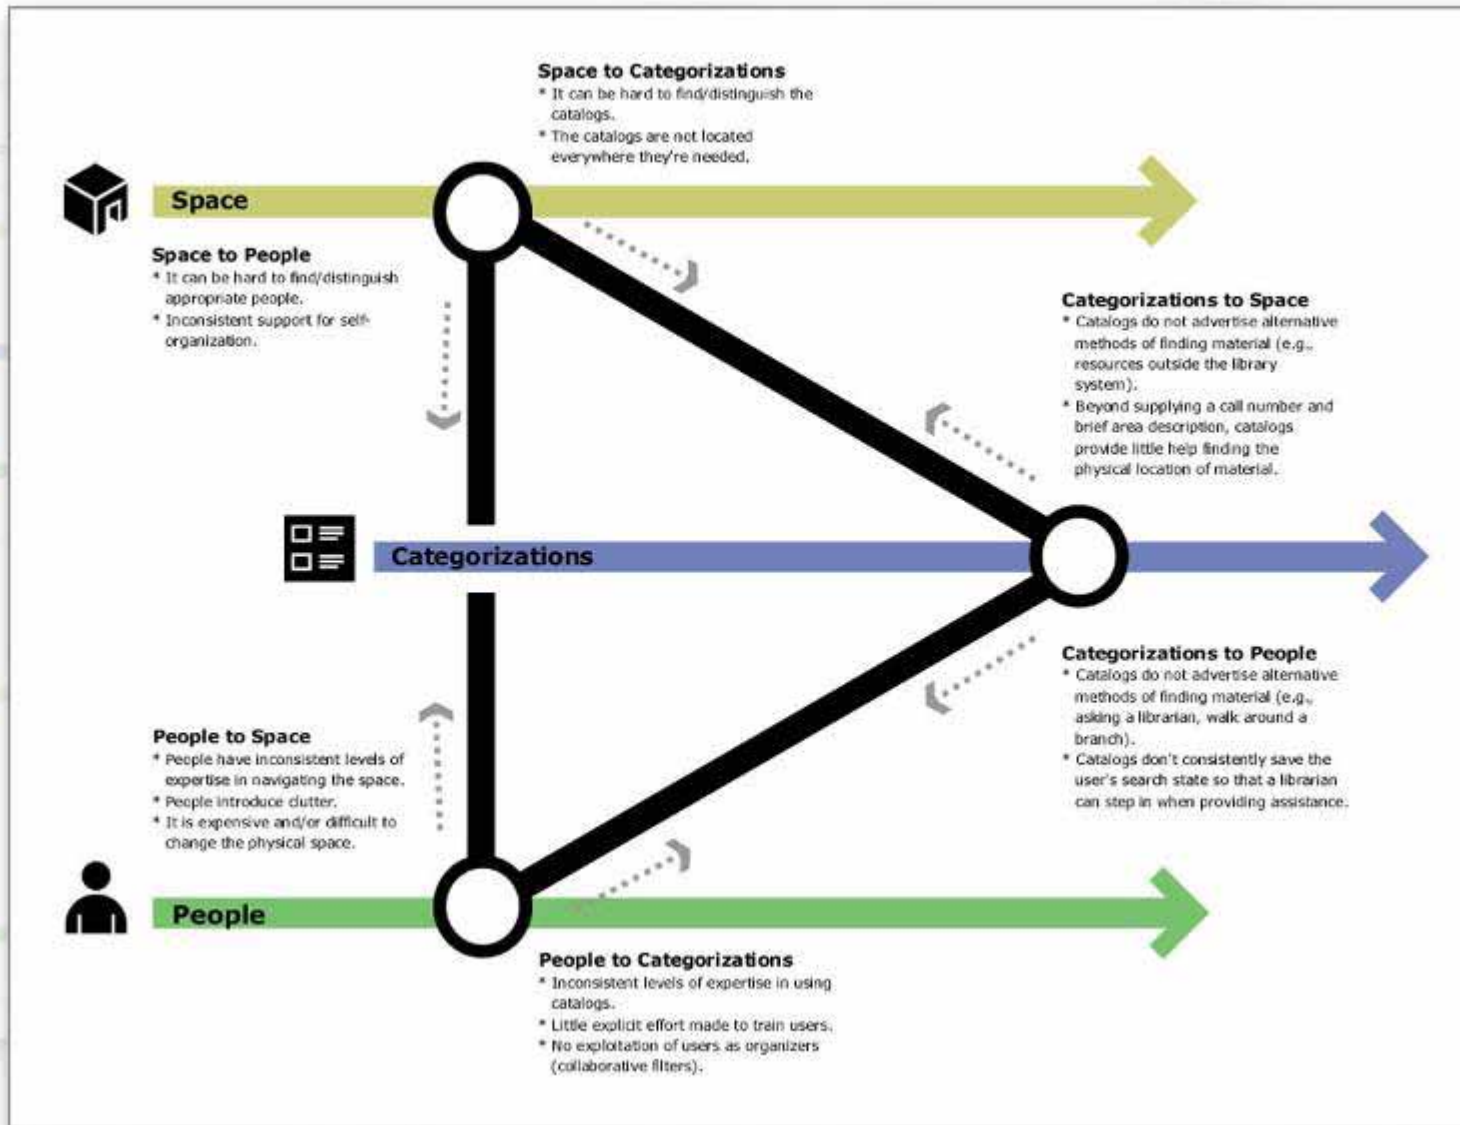 Space to Categorizations
* It can be hard to find/distinguish the
catalogs.
* The catalogs are not located
everywhere they're needed.
Space
Space to People
* It can be hard to find/distinguish
appropriate people.
* Inconsistent support for self-
organization.
Categorizations to Space
* Catalogs do not advertise alternative
methods of finding material (e.g.,
resources outside the library
system).
* Beyond supplying a call number and
brief area description, catalogs
provide little help finding the
physical location of material.
Categorizations
Categorizations to People
* Catalogs do not advertise alternative
methods of finding material (e.g.,
asking a librarian, walk around a
branch).
* Catalogs don't consistently save the
user's search state so that a librarian
can step in when providing assistance.
People to Space
* People have inconsistent levels of
expertise in navigating the space.
* People introduce clutter.
* It is expensive and/or difficult to
change the physical space.
People
People to Categorizations
* Inconsistent levels of expertise in using
catalogs.
* Little explicit effort made to train users.
* No exploitation of users as organizers
(collaborative filters).